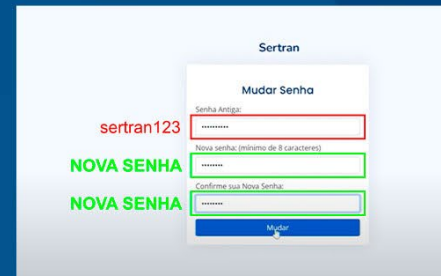 Sertran
Mudar Senha
Senha Antiga:
sertran123 ••••••••••
Nova senha: (mínimo de 8 caracteres)
NOVA SENHA ••••••••
Confirme sua Nova Senha:
NOVA SENHA ••••••••
Mudar